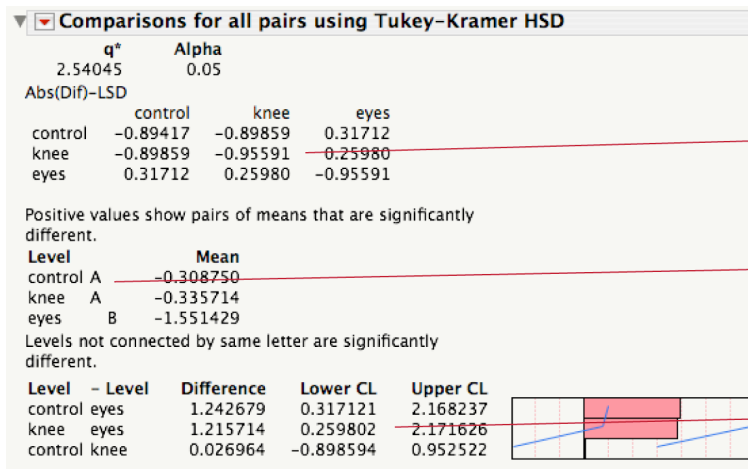 Comparisons for all pairs using Tukey-Kramer HSD
q* Alpha
2.54045 0.05
Abs(Dif)-LSD
control knee eyes
control -0.89417 -0.89859 0.31712
knee -0.89859 -0.95591 0.25980
eyes 0.31712 0.25980 -0.95591
Positive values show pairs of means that are significantly
different.
Level Mean
control A -0.308750
knee A -0.335714
eyes B -1.551429
Levels not connected by same letter are significantly
different.
Level - Level Difference Lower CL Upper CL
control eyes 1.242679 0.317121 2.168237
knee eyes 1.215714 0.259802 2.171626
control knee 0.026964 -0.898594 0.952522